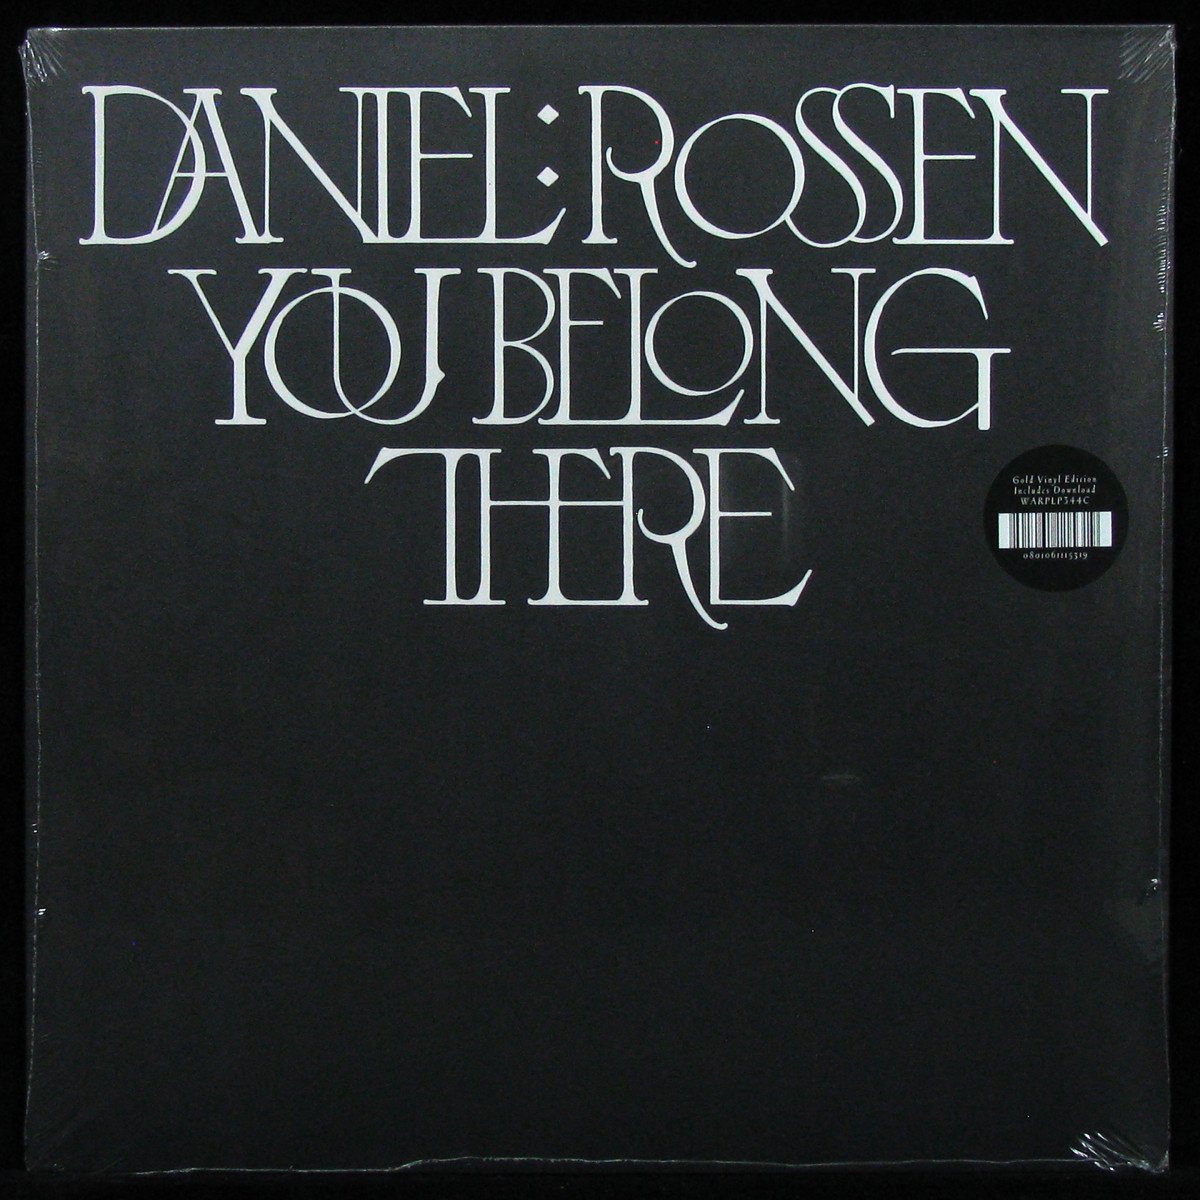 DANIEL: ROSSEN
YOU BELONG
THERE
Gold Vinyl Edition
Includes Download
WARPLP344C
0801061115319